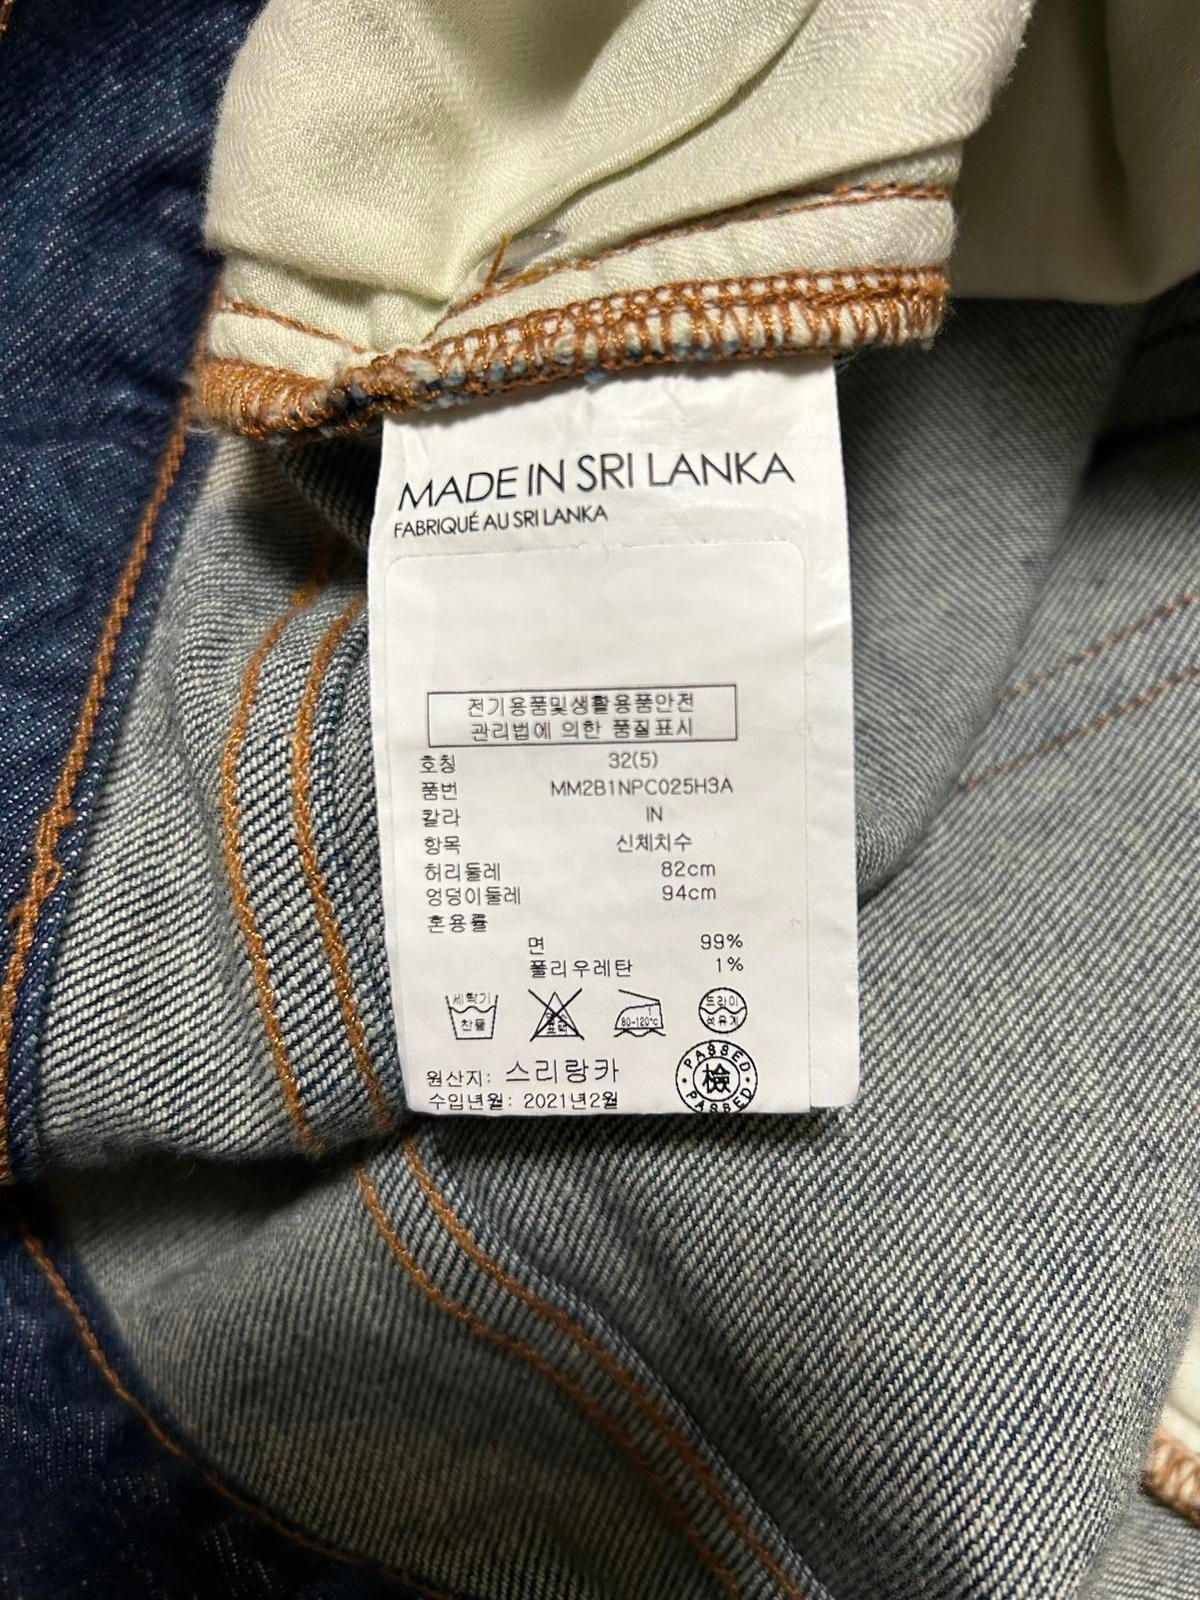 MADE IN SRI LANKA
FABRIQUÉ AU SRI LANKA
전기용품및생활용품안전
관리법에 의한 품질표시
호칭 32(5)
품번 MM2B1NPC025H3A
칼라 IN
항목 신체치수
허리둘레 82cm
엉덩이둘레 94cm
혼용률
면 99%
폴리우레탄 1%
세탁기 찬물
80-120℃
드라이 석유계
원산지: 스리랑카
수입년월: 2021년2월
PASSED 檢 PASSED